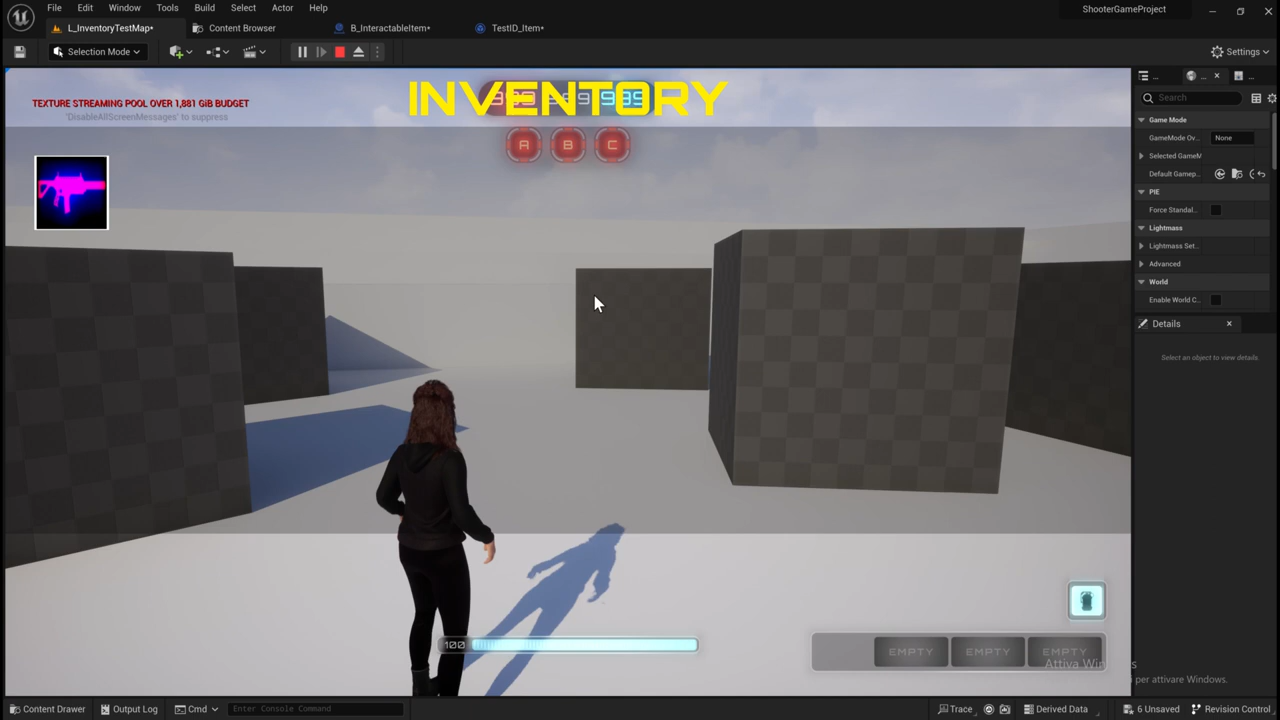 File Edit Window Tools Build Select Actor Help
ShooterGameProject
L_InventoryTestMap* Content Browser B_InteractableItem* TestID_Item*
Selection Mode Settings
INVENTORY
TEXTURE STREAMING POOL OVER 1,881 GiB BUDGET
'DisableAllScreenMessages' to suppress
A B C
Search
Game Mode
GameMode Ov... None
Selected GameM
Default Gamep...
PIE
Force Standal...
Lightmass
Lightmass Set...
Advanced
World
Enable World C...
Details
Select an object to view details.
100
EMPTY EMPTY EMPTY
Attiva Win s
i per attivare Windows.
Content Drawer Output Log Cmd Enter Console Command Trace Derived Data 6 Unsaved Revision Control